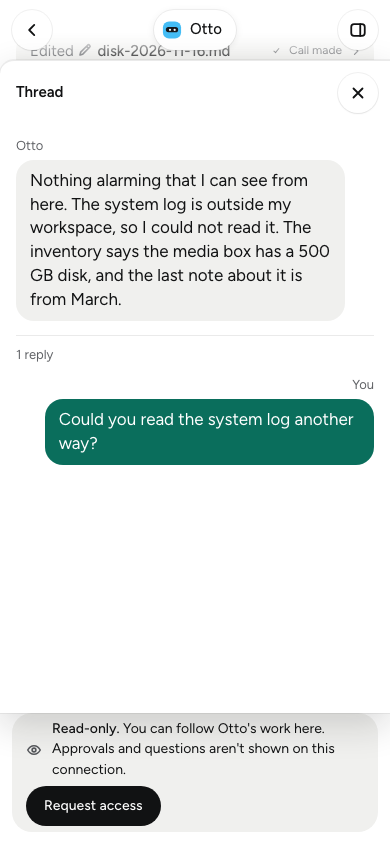 Otto
Edited disk-2026-11-16.md
Call made
Thread
Otto
Nothing alarming that I can see from
here. The system log is outside my
workspace, so I could not read it. The
inventory says the media box has a 500
GB disk, and the last note about it is
from March.
1 reply
You
Could you read the system log another
way?
Read-only. You can follow Otto's work here.
Approvals and questions aren't shown on this
connection.
Request access